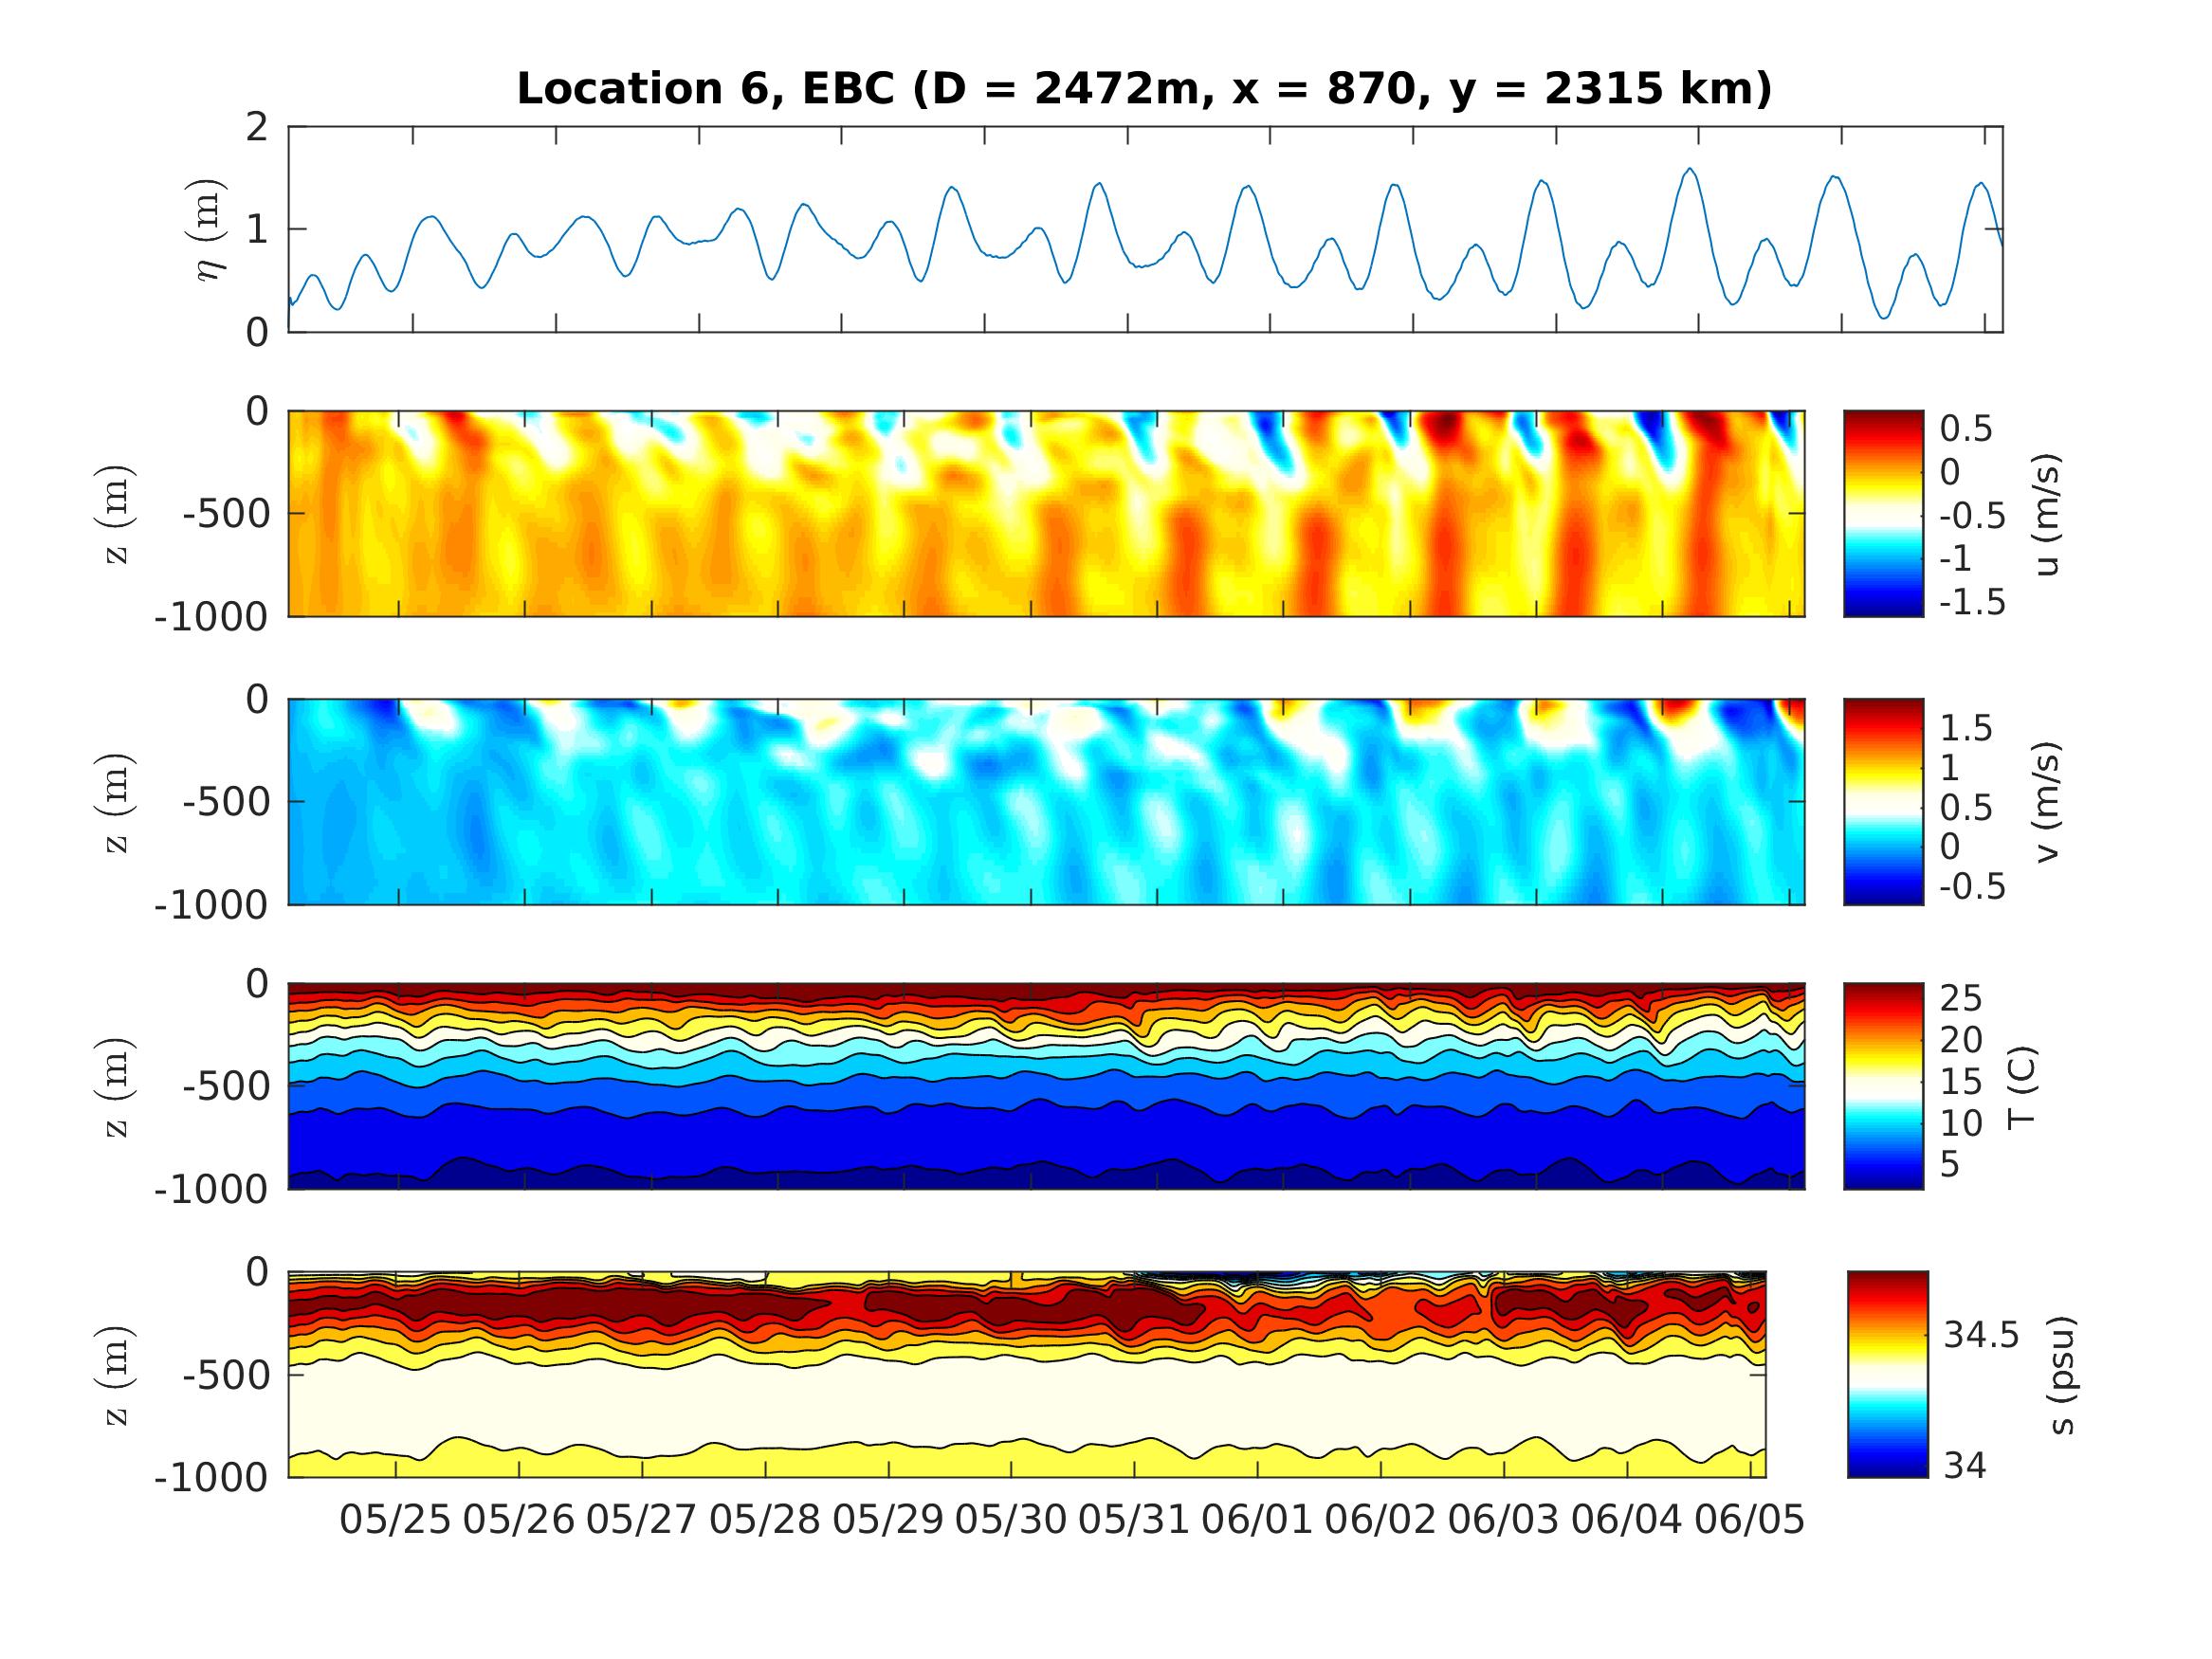 Location 6, EBC (D = 2472m, x = 870, y = 2315 km)
2
1
0
η (m)
0
-500
-1000
z (m)
0.5
0
-0.5
-1
-1.5
u (m/s)
0
-500
-1000
z (m)
1.5
1
0.5
0
-0.5
v (m/s)
0
-500
-1000
z (m)
25
20
15
10
5
T (C)
0
-500
-1000
z (m)
34.5
34
s (psu)
05/25 05/26 05/27 05/28 05/29 05/30 05/31 06/01 06/02 06/03 06/04 06/05